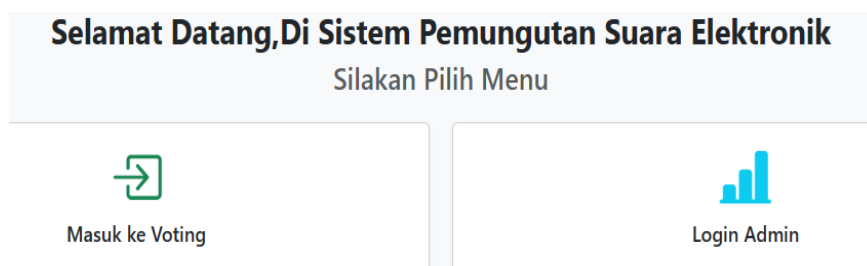 Selamat Datang,Di Sistem Pemungutan Suara Elektronik
Silakan Pilih Menu
Masuk ke Voting
Login Admin